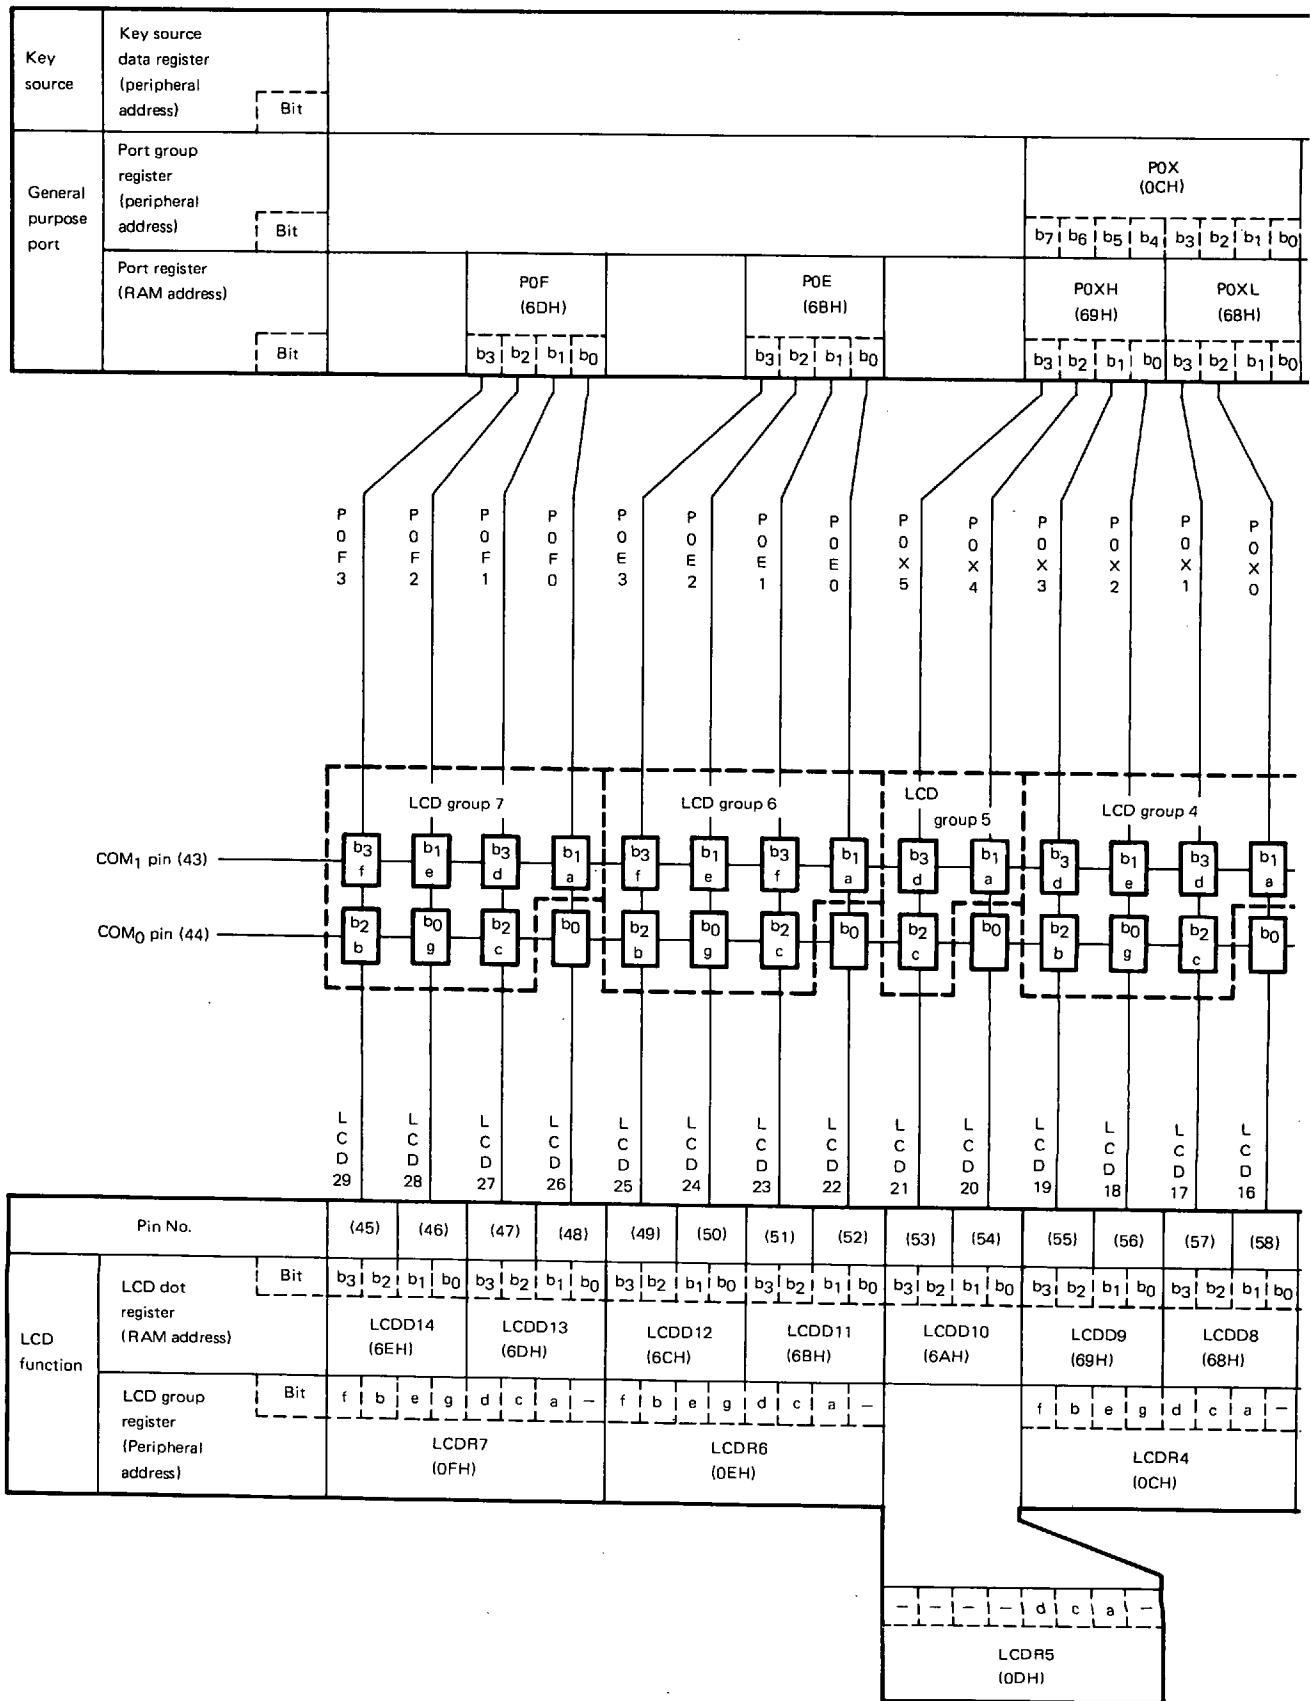 Key source
Key source data register (peripheral address)
Bit
General purpose port
Port group register (peripheral address)
Bit
P0X
(0CH)
b7 b6 b5 b4 b3 b2 b1 b0
Port register (RAM address)
Bit
P0F
(6DH)
b3 b2 b1 b0
P0E
(6BH)
b3 b2 b1 b0
P0XH
(69H)
b3 b2 b1 b0
P0XL
(68H)
b3 b2 b1 b0
P0F3 P0F2 P0F1 P0F0 P0E3 P0E2 P0E1 P0E0 P0X5 P0X4 P0X3 P0X2 P0X1 P0X0
LCD group 7
LCD group 6
LCD group 5
LCD group 4
COM1 pin (43)
b3 f b1 e b3 d b1 a b3 f b1 e b3 f b1 a b3 d b1 a b3 d b1 e b3 d b1 a
COM0 pin (44)
b2 b b0 g b2 c b0 b2 b b0 g b2 c b0 b2 c b0 b2 b b0 g b2 c b0
LCD29 LCD28 LCD27 LCD26 LCD25 LCD24 LCD23 LCD22 LCD21 LCD20 LCD19 LCD18 LCD17 LCD16
Pin No. (45) (46) (47) (48) (49) (50) (51) (52) (53) (54) (55) (56) (57) (58)
LCD function
LCD dot register (RAM address)
Bit
b3 b2 b1 b0 b3 b2 b1 b0 b3 b2 b1 b0 b3 b2 b1 b0 b3 b2 b1 b0 b3 b2 b1 b0 b3 b2 b1 b0
LCDD14 LCDD13 LCDD12 LCDD11 LCDD10 LCDD9 LCDD8
(6EH) (6DH) (6CH) (6BH) (6AH) (69H) (68H)
LCD group register (Peripheral address)
Bit
f b e g d c a – f b e g d c a – f b e g d c a –
LCDR7 LCDR6 LCDR4
(0FH) (0EH) (0CH)
– – – – d c a –
LCDR5
(0DH)